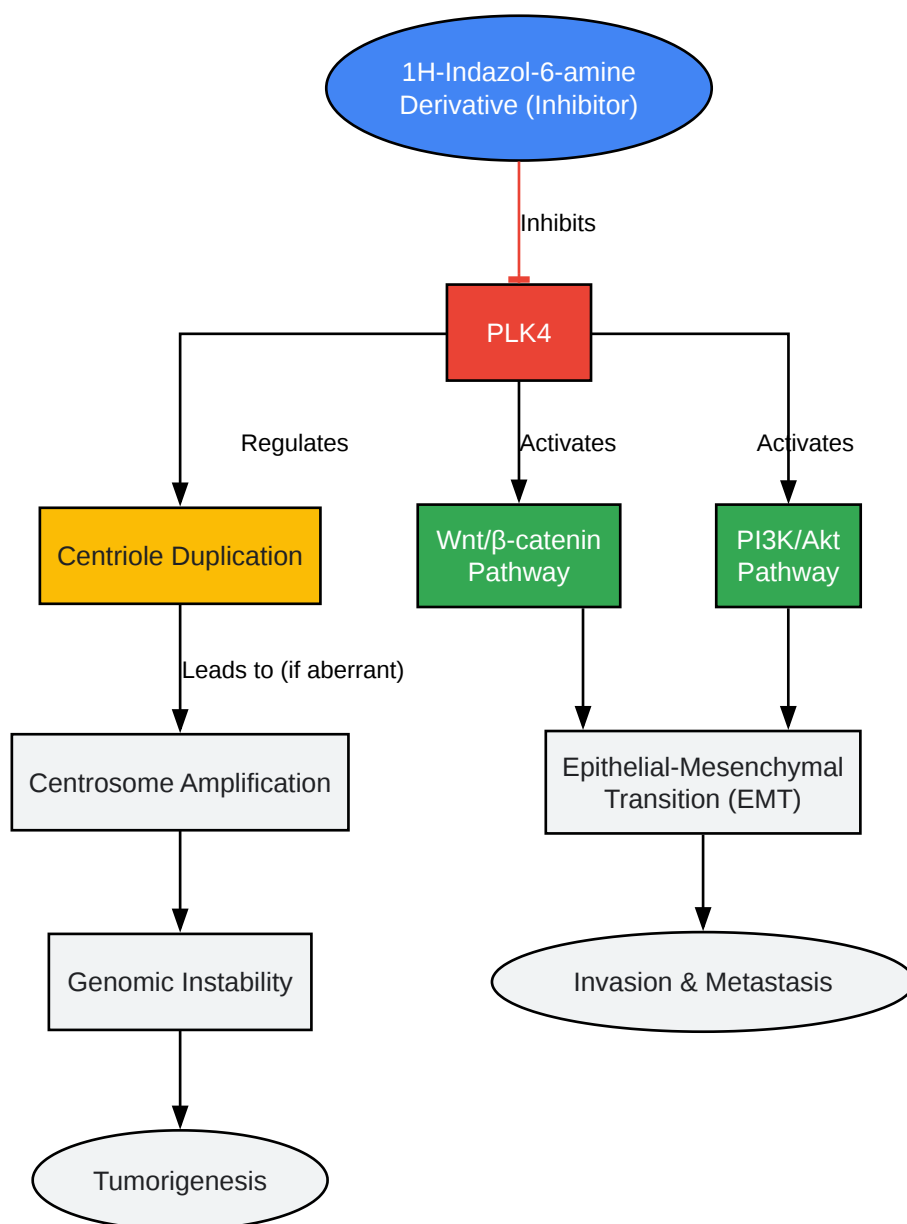 1H-Indazol-6-amine
Derivative (Inhibitor)
Inhibits
PLK4
Regulates
Activates
Activates
Centriole Duplication
Wnt/β-catenin
Pathway
PI3K/Akt
Pathway
Leads to (if aberrant)
Centrosome Amplification
Epithelial-Mesenchymal
Transition (EMT)
Genomic Instability
Invasion & Metastasis
Tumorigenesis